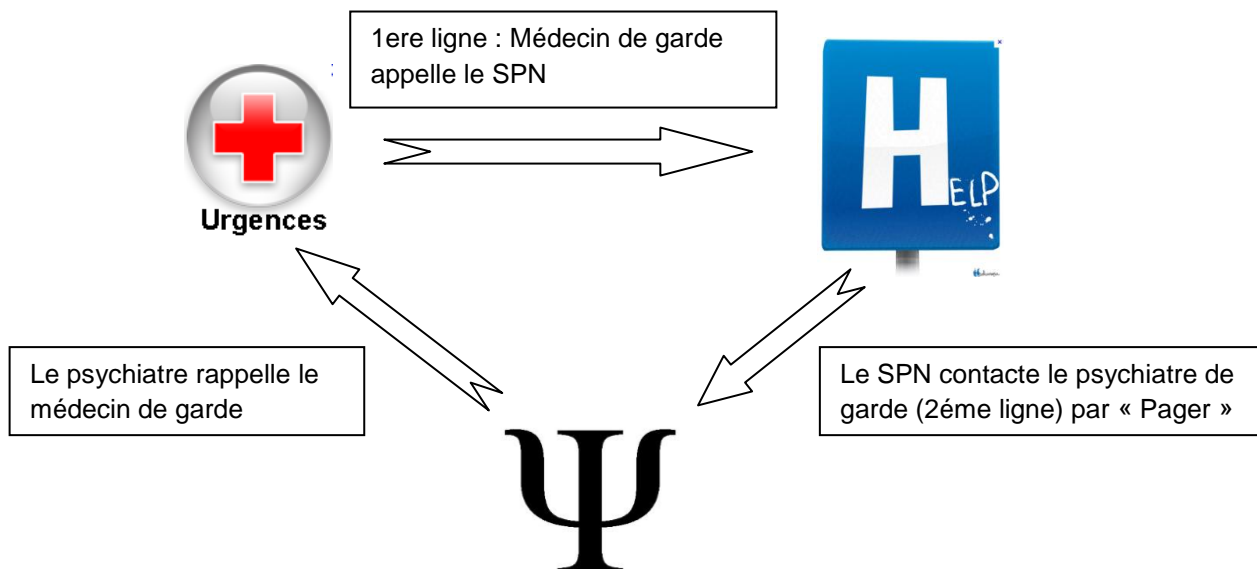 1ere ligne : Médecin de garde
appelle le SPN
Urgences
HELP
Le psychiatre rappelle le
médecin de garde
Le SPN contacte le psychiatre de
garde (2éme ligne) par « Pager »
Ψ